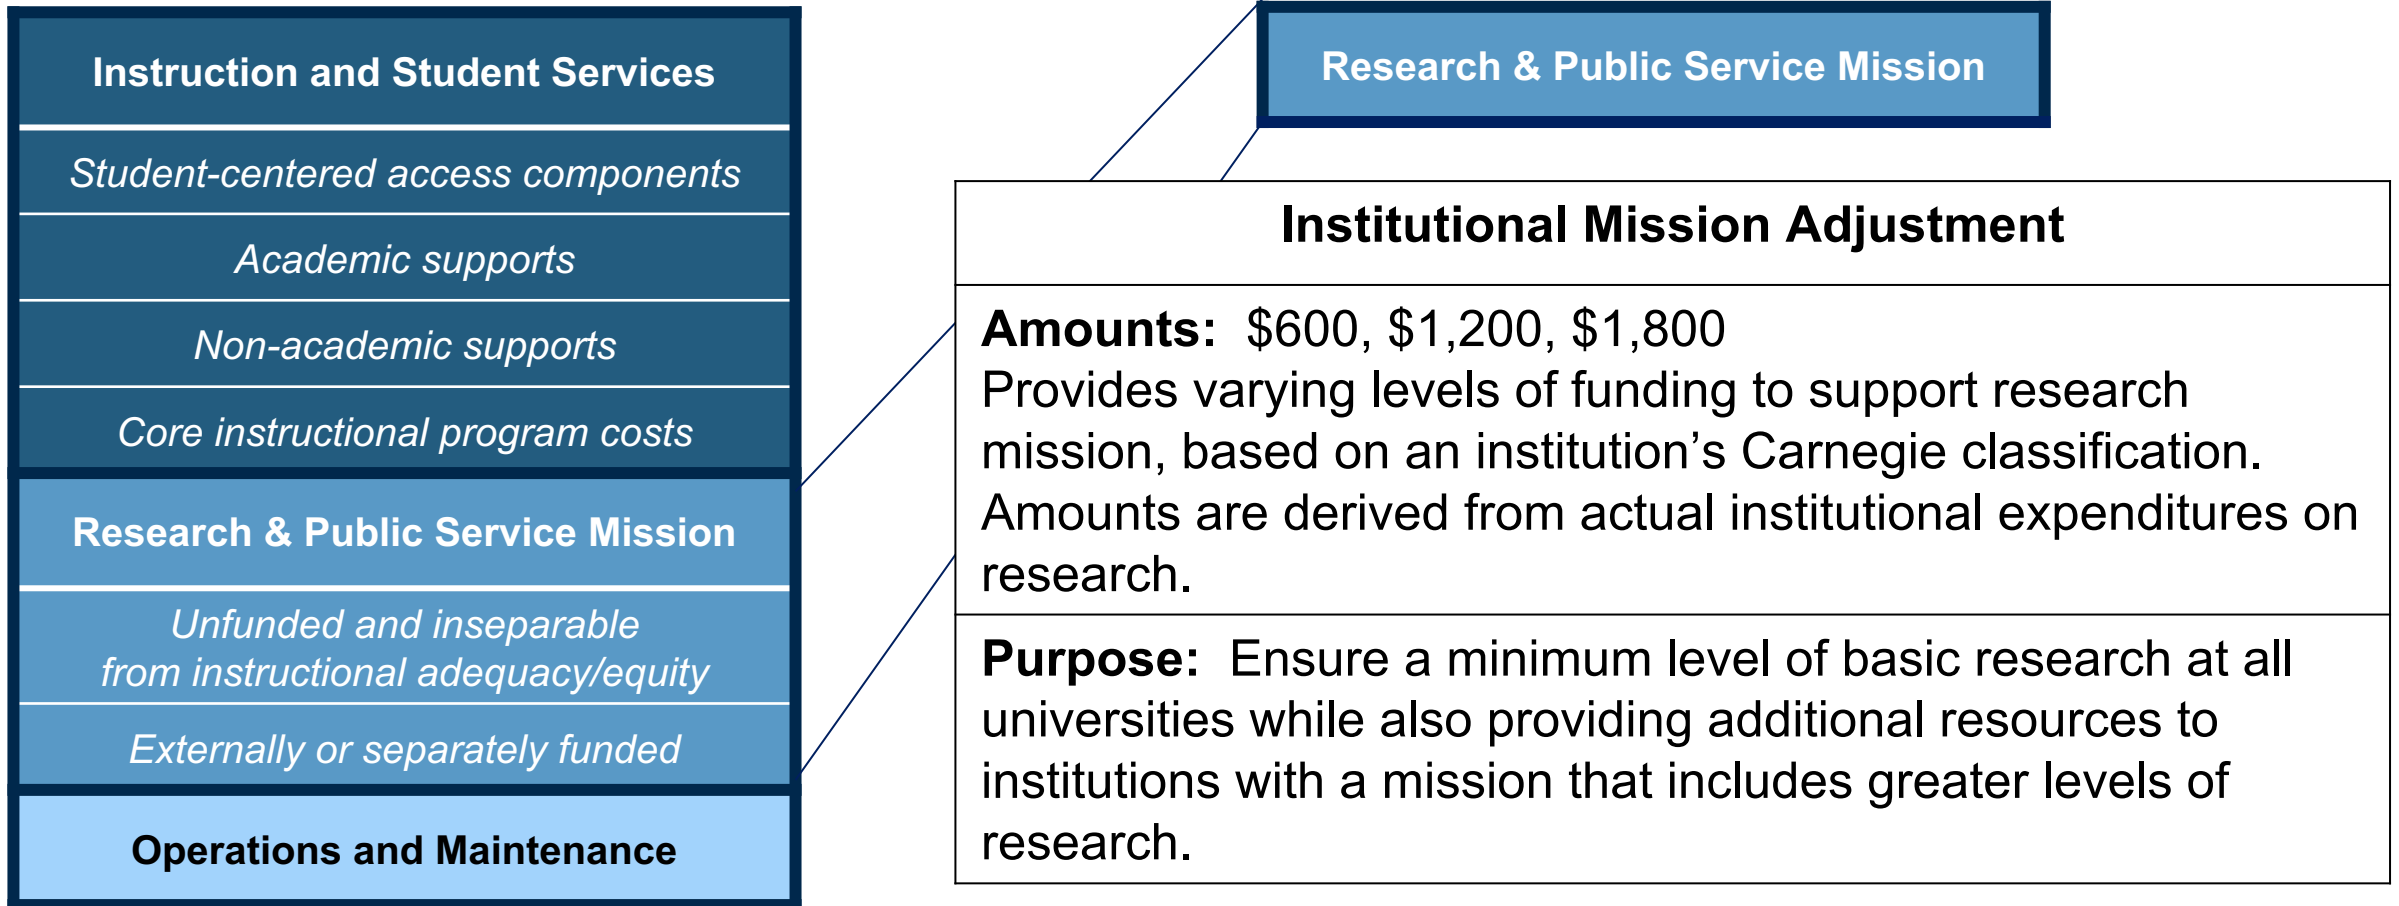 Instruction and Student Services
Student-centered access components
Academic supports
Non-academic supports
Core instructional program costs
Research & Public Service Mission
Unfunded and inseparable
from instructional adequacy/equity
Externally or separately funded
Operations and Maintenance
Research & Public Service Mission
Institutional Mission Adjustment
Amounts: $600, $1,200, $1,800
Provides varying levels of funding to support research
mission, based on an institution’s Carnegie classification.
Amounts are derived from actual institutional expenditures on
research.
Purpose: Ensure a minimum level of basic research at all
universities while also providing additional resources to
institutions with a mission that includes greater levels of
research.